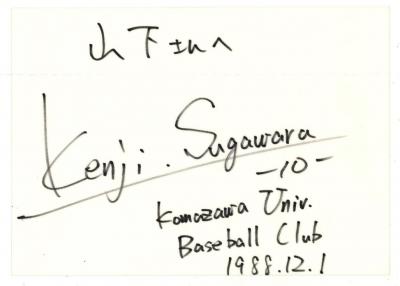 山下さんへ
Kenji. Sugawara
-10-
Komazawa Univ.
Baseball Club
1988.12.1